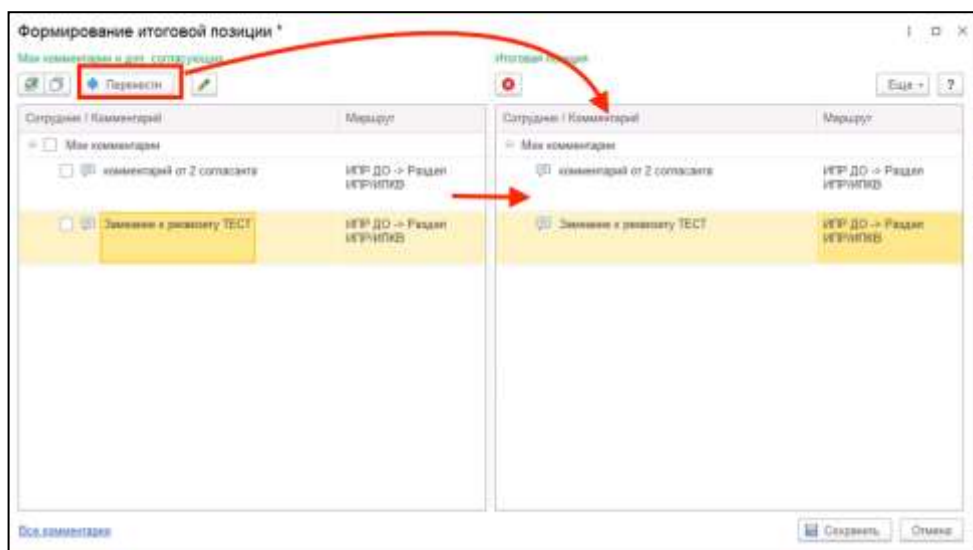 Формирование итоговой позиции *
Мои комментарии и доп. согласующих
Итоговая позиция
Перенести
Еще
?
Сотрудник / Комментарий
Маршрут
Сотрудник / Комментарий
Маршрут
Мои комментарии
Мои комментарии
комментарий от 2 согласанта
ИПР ДО -> Раздел
ИПР/ИПКВ
комментарий от 2 согласанта
ИПР ДО -> Раздел
ИПР/ИПКВ
Замечание к реквизиту ТЕСТ
ИПР ДО -> Раздел
ИПР/ИПКВ
Замечание к реквизиту ТЕСТ
ИПР ДО -> Раздел
ИПР/ИПКВ
Все комментарии
Сохранить
Отмена